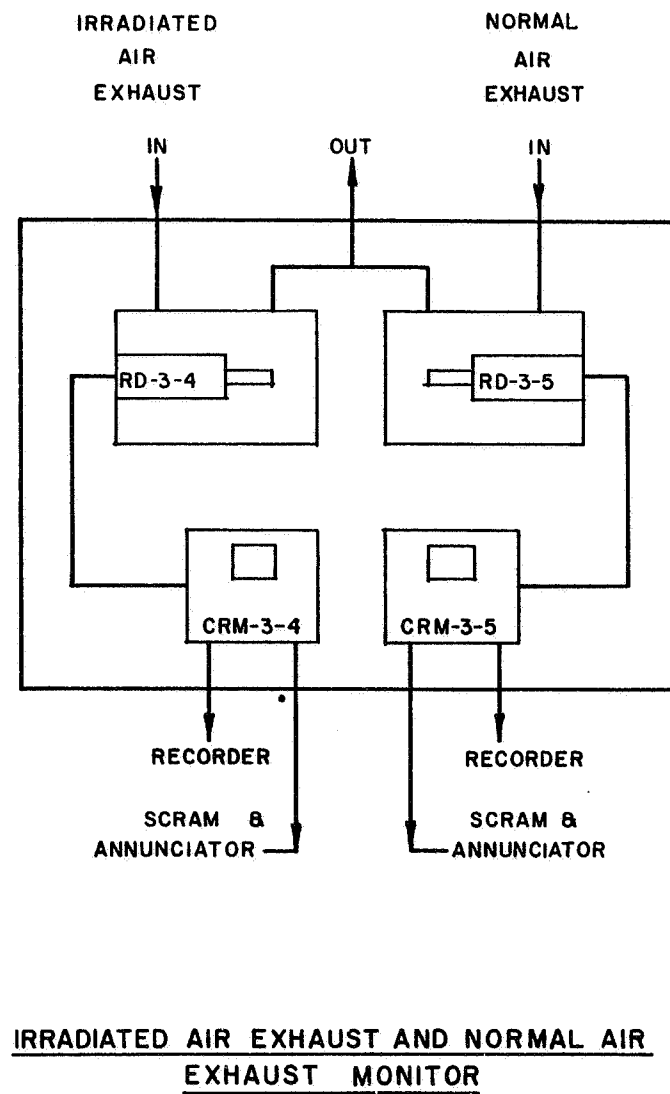 IRRADIATED
AIR
EXHAUST
NORMAL
AIR
EXHAUST
IN
OUT
IN
RD-3-4
RD-3-5
CRM-3-4
CRM-3-5
RECORDER
RECORDER
SCRAM &
ANNUNCIATOR
SCRAM &
ANNUNCIATOR
IRRADIATED AIR EXHAUST AND NORMAL AIR
EXHAUST MONITOR